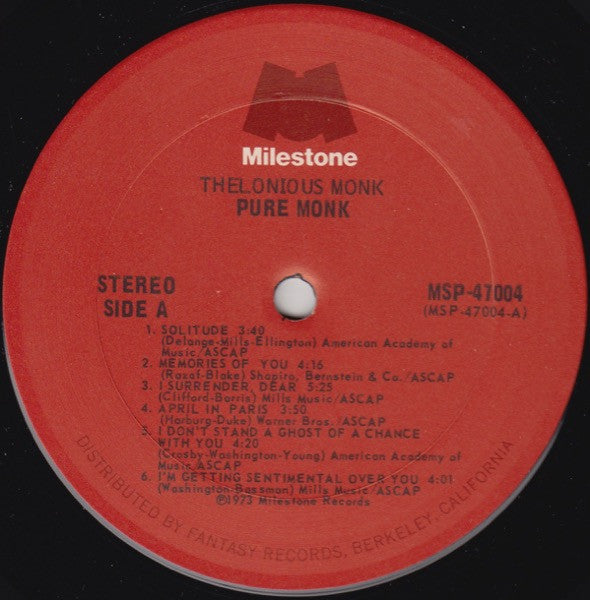 Milestone
THELONIOUS MONK
PURE MONK
STEREO
SIDE A
MSP-47004
(MSP-47004-A)
1. SOLITUDE 3:40
(Delange-Mills-Ellington) American Academy of
Music/ASCAP
2. MEMORIES OF YOU 4:16
(Razaf-Blake) Shapiro, Bernstein & Co./ASCAP
3. I SURRENDER, DEAR 5:25
(Clifford-Barris) Mills Music/ASCAP
4. APRIL IN PARIS 3:50
(Harburg-Duke) Warner Bros./ASCAP
5. I DON'T STAND A GHOST OF A CHANCE
WITH YOU 4:20
(Crosby-Washington-Young) American Academy of
Music/ASCAP
6. I'M GETTING SENTIMENTAL OVER YOU 4:01
(Washington-Bassman) Mills Music/ASCAP
℗1973 Milestone Records
DISTRIBUTED BY FANTASY RECORDS, BERKELEY, CALIFORNIA